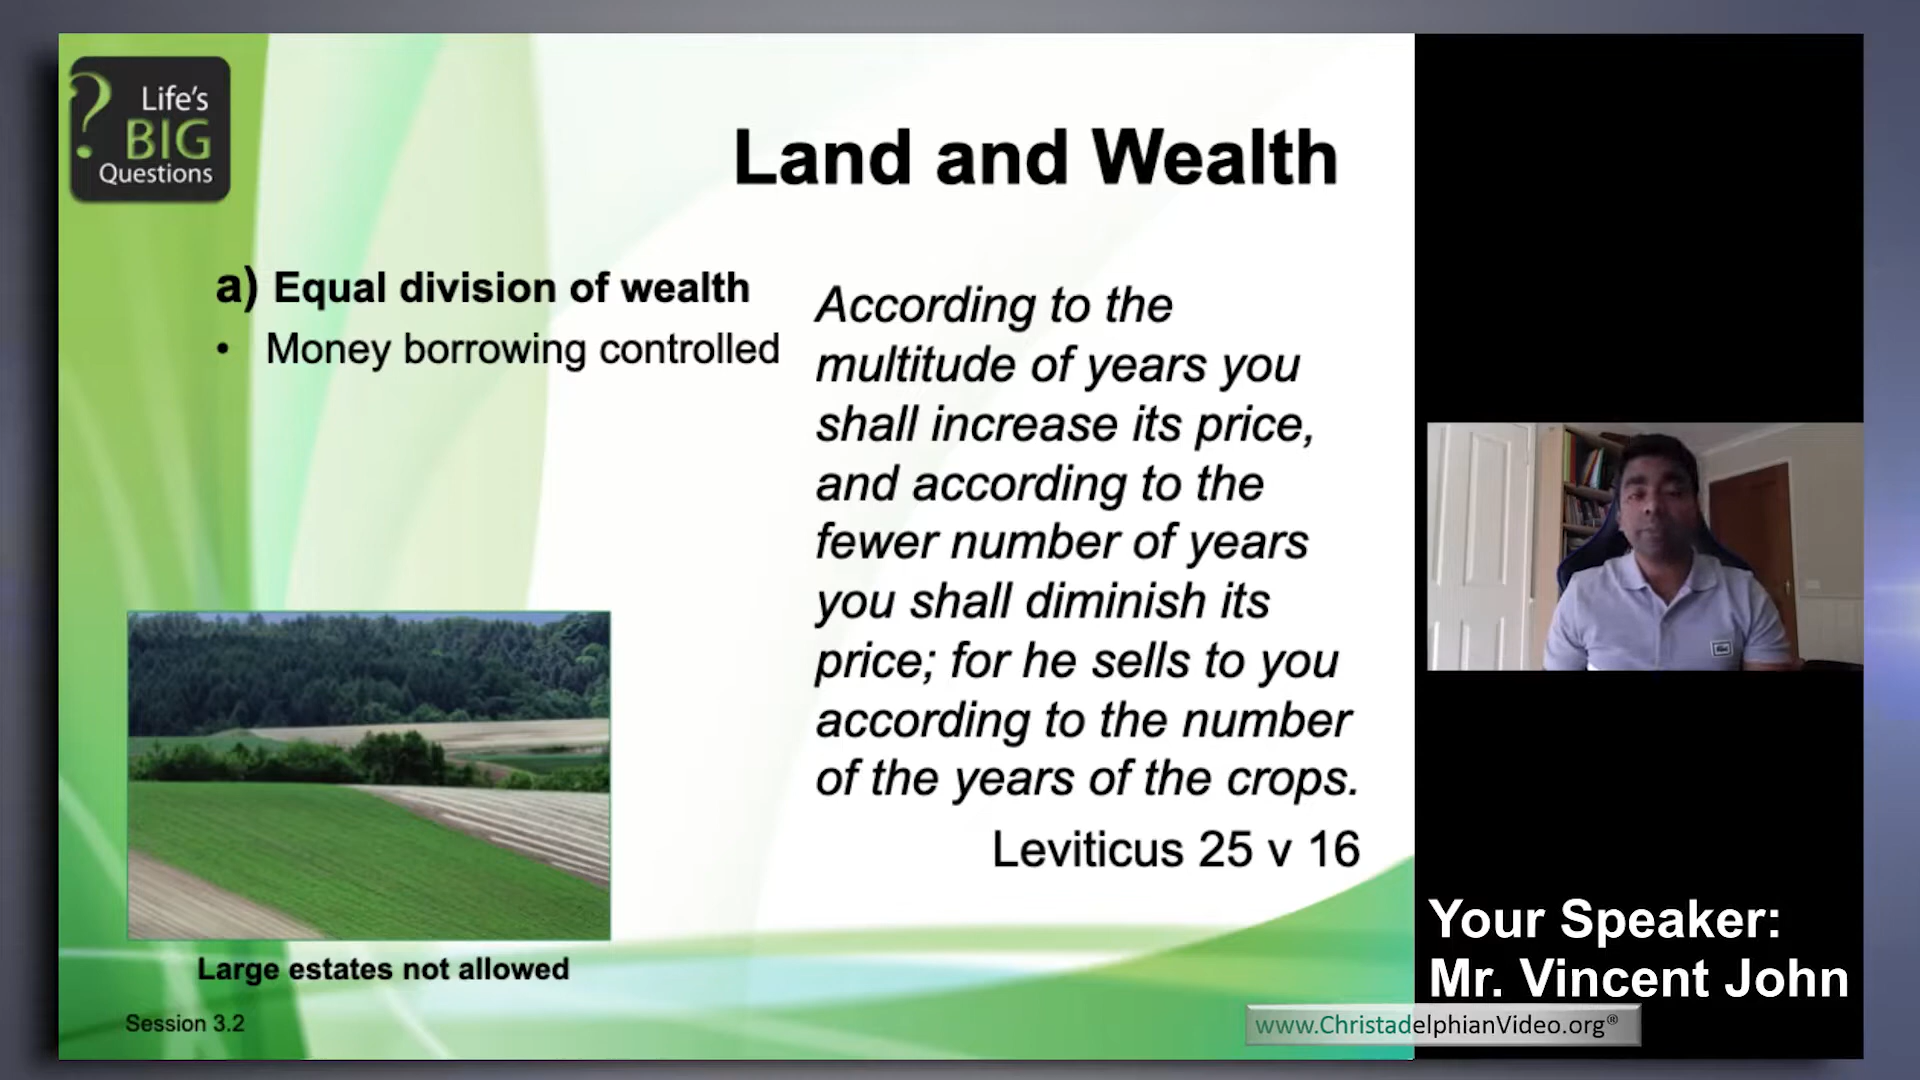 ?
Life's
BIG
Questions
Land and Wealth
a) Equal division of wealth
• Money borrowing controlled
According to the
multitude of years you
shall increase its price,
and according to the
fewer number of years
you shall diminish its
price; for he sells to you
according to the number
of the years of the crops.
Leviticus 25 v 16
Large estates not allowed
Session 3.2
Your Speaker:
Mr. Vincent John
www.ChristadelphianVideo.org®